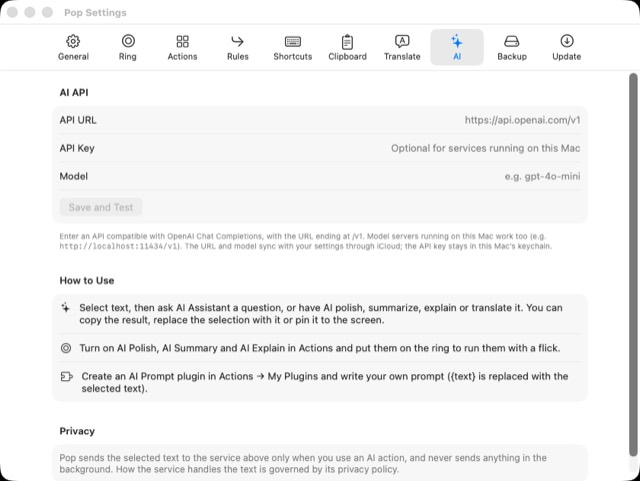 Pop Settings
General
Ring
Actions
Rules
Shortcuts
Clipboard
Translate
AI
Backup
Update
AI API
API URL
https://api.openai.com/v1
API Key
Optional for services running on this Mac
Model
e.g. gpt-4o-mini
Save and Test
Enter an API compatible with OpenAI Chat Completions, with the URL ending at /v1. Model servers running on this Mac work too (e.g.
http://localhost:11434/v1). The URL and model sync with your settings through iCloud; the API key stays in this Mac's keychain.
How to Use
Select text, then ask AI Assistant a question, or have AI polish, summarize, explain or translate it. You can
copy the result, replace the selection with it or pin it to the screen.
Turn on AI Polish, AI Summary and AI Explain in Actions and put them on the ring to run them with a flick.
Create an AI Prompt plugin in Actions → My Plugins and write your own prompt ({text} is replaced with the
selected text).
Privacy
Pop sends the selected text to the service above only when you use an AI action, and never sends anything in the
background. How the service handles the text is governed by its privacy policy.